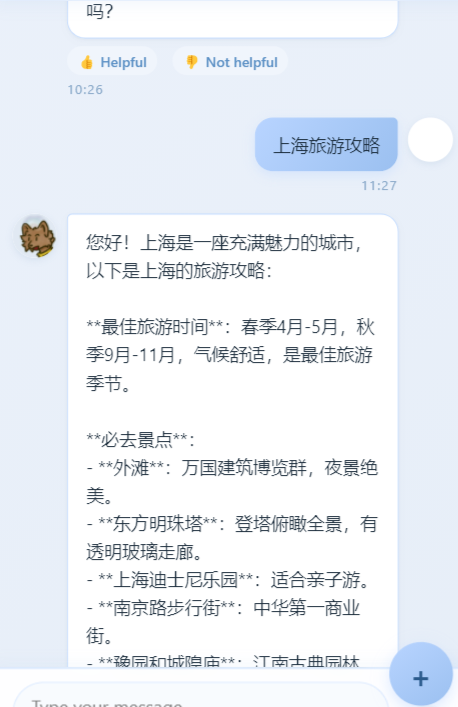 吗？
👍 Helpful 👎 Not helpful
10:26
上海旅游攻略
11:27
您好！上海是一座充满魅力的城市，
以下是上海的旅游攻略：
**最佳旅游时间**：春季4月-5月，秋
季9月-11月，气候舒适，是最佳旅游
季节。
**必去景点**：
- **外滩**：万国建筑博览群，夜景绝
美。
- **东方明珠塔**：登塔俯瞰全景，有
透明玻璃走廊。
- **上海迪士尼乐园**：适合亲子游。
- **南京路步行街**：中华第一商业
街。
- **豫园和城隍庙**：江南古典园林
+
Type your message